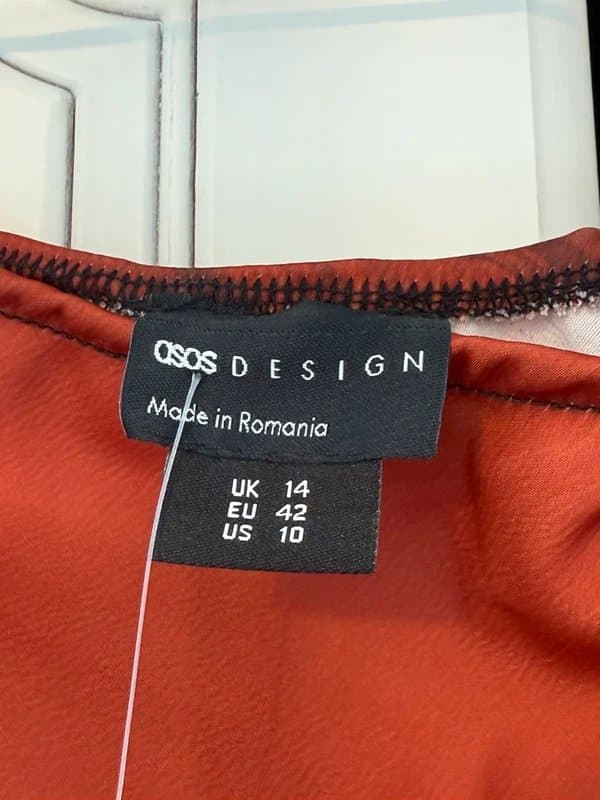 asos DESIGN
Made in Romania
UK 14
EU 42
US 10